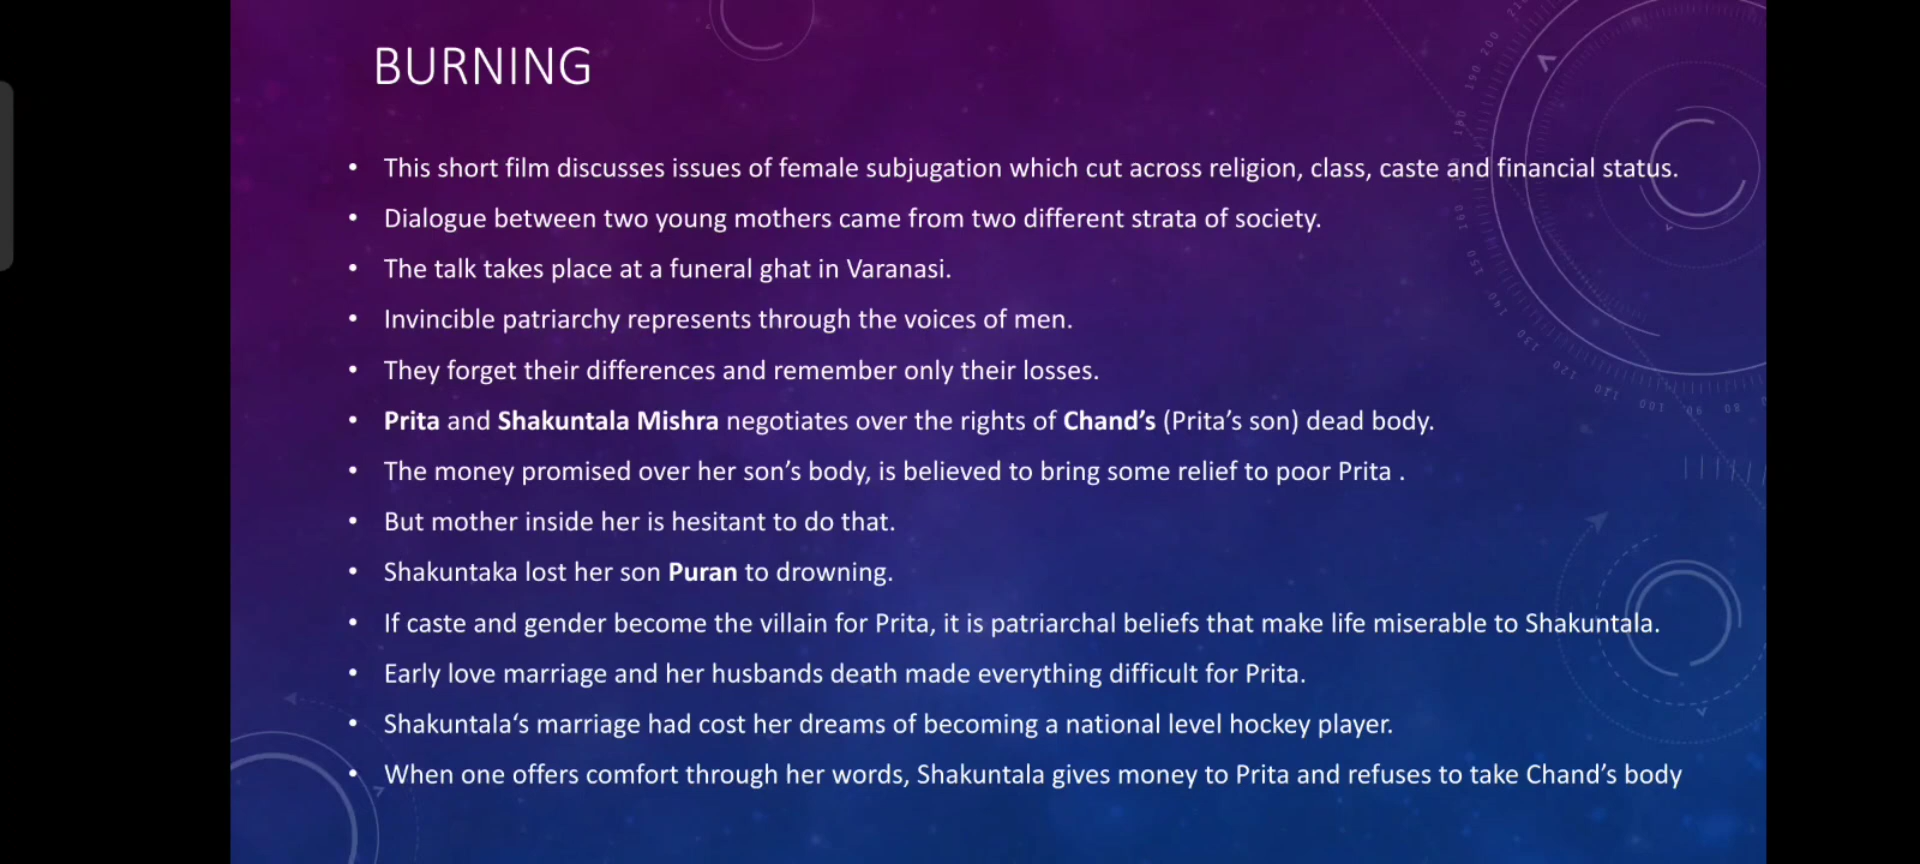 BURNING
• This short film discusses issues of female subjugation which cut across religion, class, caste and financial status.
• Dialogue between two young mothers came from two different strata of society.
• The talk takes place at a funeral ghat in Varanasi.
• Invincible patriarchy represents through the voices of men.
• They forget their differences and remember only their losses.
• Prita and Shakuntala Mishra negotiates over the rights of Chand’s (Prita’s son) dead body.
• The money promised over her son’s body, is believed to bring some relief to poor Prita .
• But mother inside her is hesitant to do that.
• Shakuntaka lost her son Puran to drowning.
• If caste and gender become the villain for Prita, it is patriarchal beliefs that make life miserable to Shakuntala.
• Early love marriage and her husbands death made everything difficult for Prita.
• Shakuntala‘s marriage had cost her dreams of becoming a national level hockey player.
• When one offers comfort through her words, Shakuntala gives money to Prita and refuses to take Chand’s body